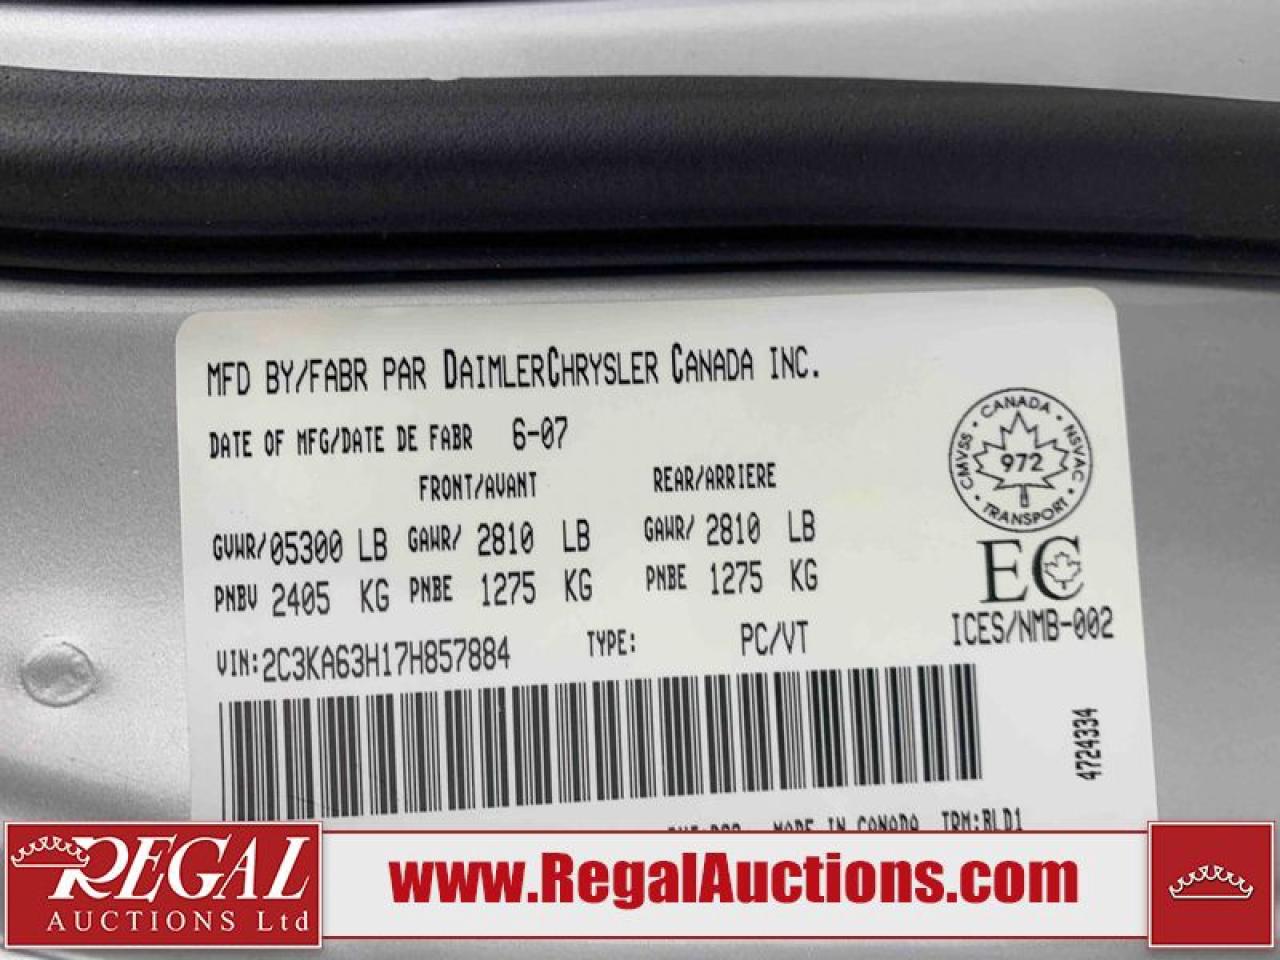 MFD BY/FABR PAR DAIMLERCHRYSLER CANADA INC.
DATE OF MFG/DATE DE FABR 6-07
FRONT/AVANT REAR/ARRIERE
GVWR/05300 LB GAWR/ 2810 LB GAWR/ 2810 LB
PNBV 2405 KG PNBE 1275 KG PNBE 1275 KG
VIN:2C3KA63H17H857884 TYPE: PC/VT
CANADA
CMVSS NSVAC
972
TRANSPORT
EC
ICES/NMB-002
4724334
MADE IN CANADA TRM:BLD1
REGAL
AUCTIONS Ltd
www.RegalAuctions.com